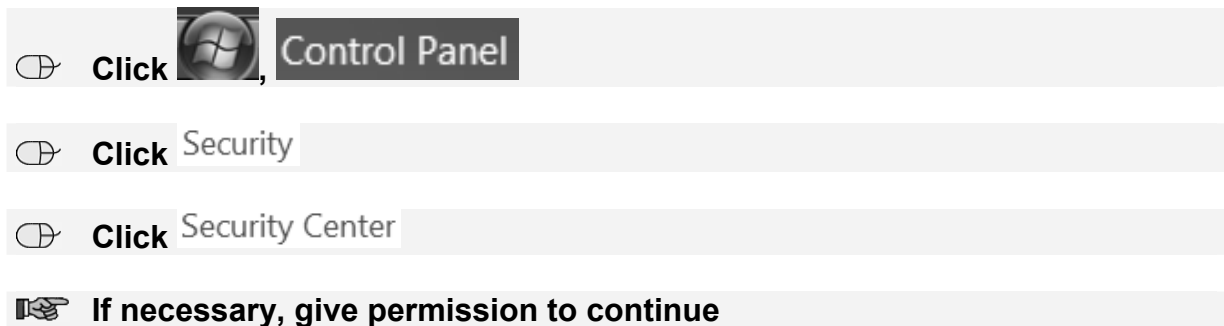 Click , Control Panel
Click Security
Click Security Center
If necessary, give permission to continue